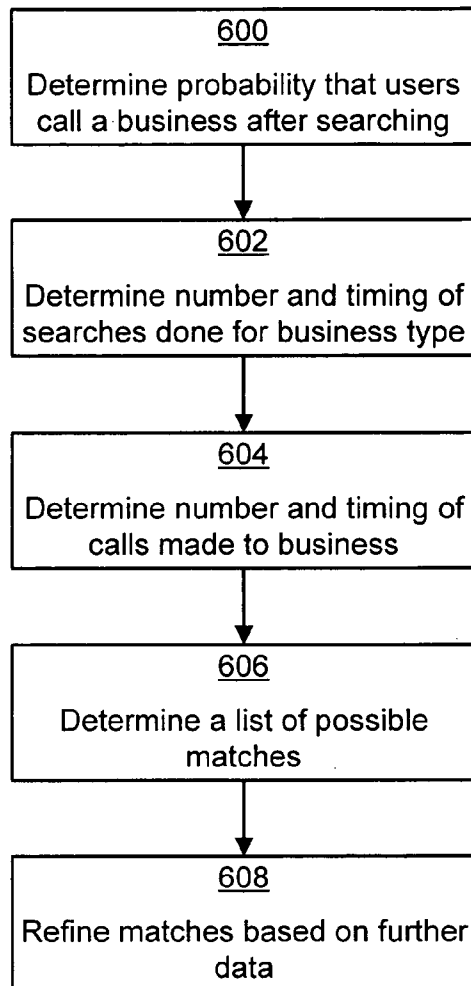 600
Determine probability that users
call a business after searching
602
Determine number and timing of
searches done for business type
604
Determine number and timing of
calls made to business
606
Determine a list of possible
matches
608
Refine matches based on further
data